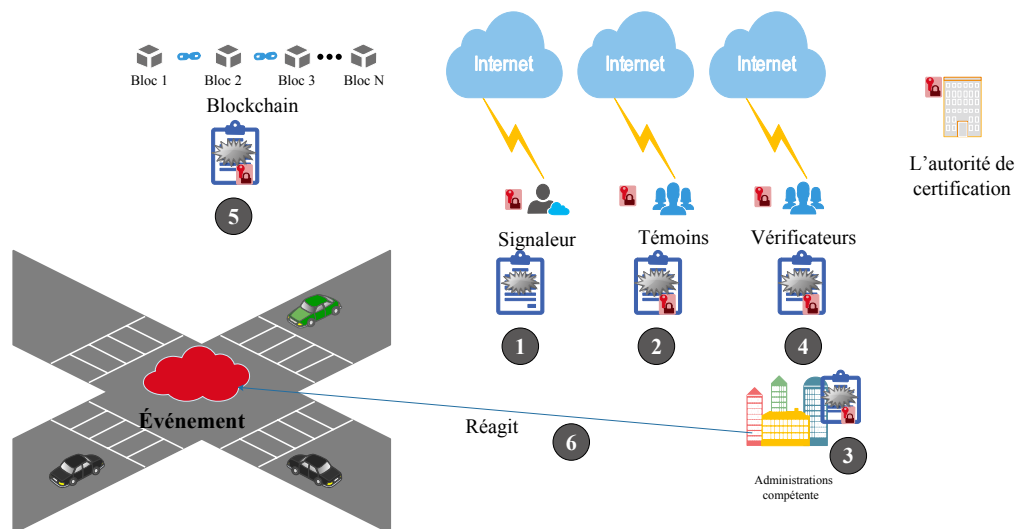 Internet
Internet
Internet
Bloc 1
Bloc 2
Bloc 3
Bloc N
Blockchain
L'autorité de
certification
5
Signaleur
Témoins
Vérificateurs
1
2
4
Événement
Réagit
6
3
Administrations
compétente